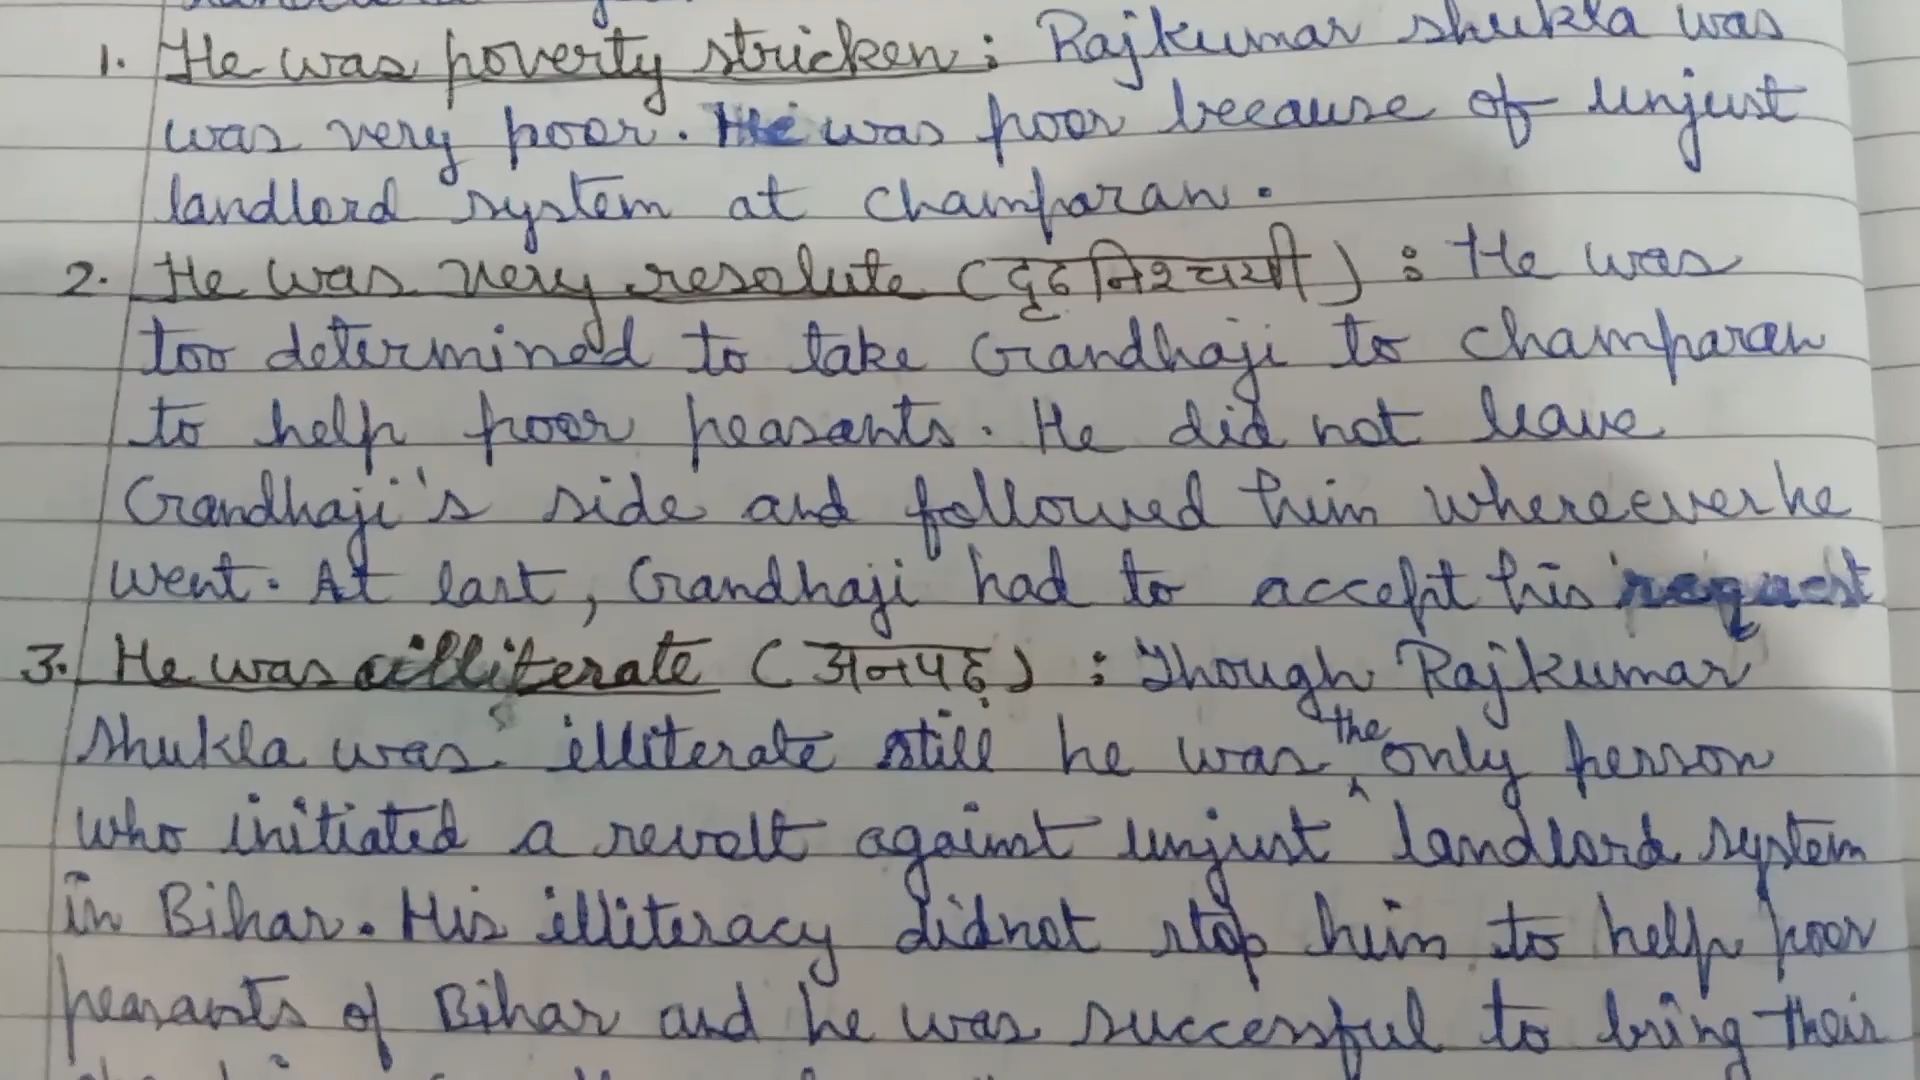 1. He was poverty stricken : Rajkumar shukla was
was very poor. He was poor because of unjust
landlord system at champaran.
2. He was very resolute (दृढ़ निश्चयी) : He was
too determined to take Gandhaji to champaran
to help poor peasants. He did not leave
Gandhaji's side and followed him whereever he
went. At last, Gandhaji had to accept his request
3. He was illiterate (अनपढ़) : Though Rajkumar
shukla was illiterate still he was the only person
who initiated a revolt against unjust landlord system
in Bihar. His illiteracy didnot stop him to help poor
peasants of Bihar and he was successful to bring their